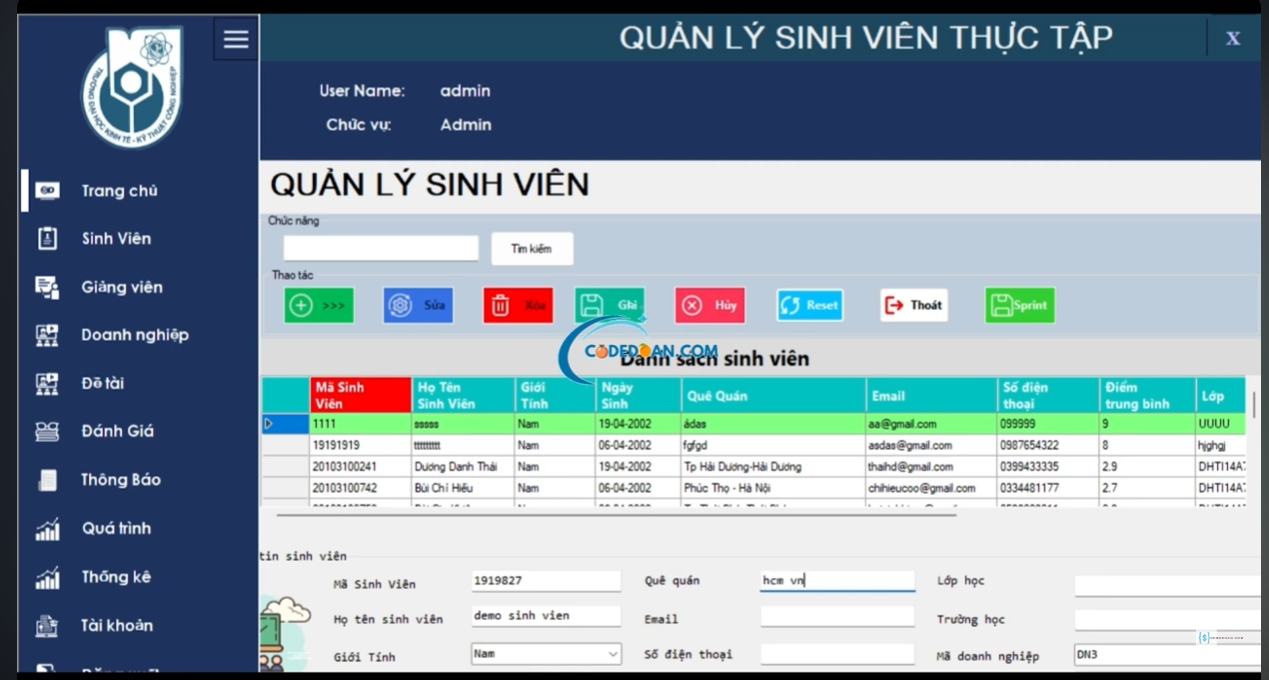 QUẢN LÝ SINH VIÊN THỰC TẬP
X
TRƯỜNG ĐẠI HỌC KINH TẾ - KỸ THUẬT CÔNG NGHIỆP
User Name: admin
Chức vụ: Admin
Trang chủ
Sinh Viên
Giảng viên
Doanh nghiệp
Đề tài
Đánh Giá
Thông Báo
Quá trình
Thống kê
Tài khoản
QUẢN LÝ SINH VIÊN
Chức năng
Tìm kiếm
Thao tác
>>> Sửa Xóa Ghi Hủy Reset Thoát Sprint
CODEDOAN.COM
Danh sách sinh viên
Mã Sinh Viên Họ Tên Sinh Viên Giới Tính Ngày Sinh Quê Quán Email Số điện thoại Điểm trung bình Lớp
1111 sssss Nam 19-04-2002 ádas aa@gmail.com 099999 9 UUUU
19191919 ttttttttt Nam 06-04-2002 fgfgd asdas@gmail.com 0987654322 8 hjghgj
20103100241 Dương Danh Thái Nam 19-04-2002 Tp Hải Dương-Hải Dương thaihd@gmail.com 0399433335 2.9 DHTI14A
20103100742 Bùi Chí Hiếu Nam 06-04-2002 Phúc Thọ - Hà Nội chihieucoo@gmail.com 0334481177 2.7 DHTI14A
tin sinh viên
Mã Sinh Viên 1919827 Quê quán hcm vn Lớp học
Họ tên sinh viên demo sinh vien Email Trường học
Giới Tính Nam Số điện thoại Mã doanh nghiệp DN3